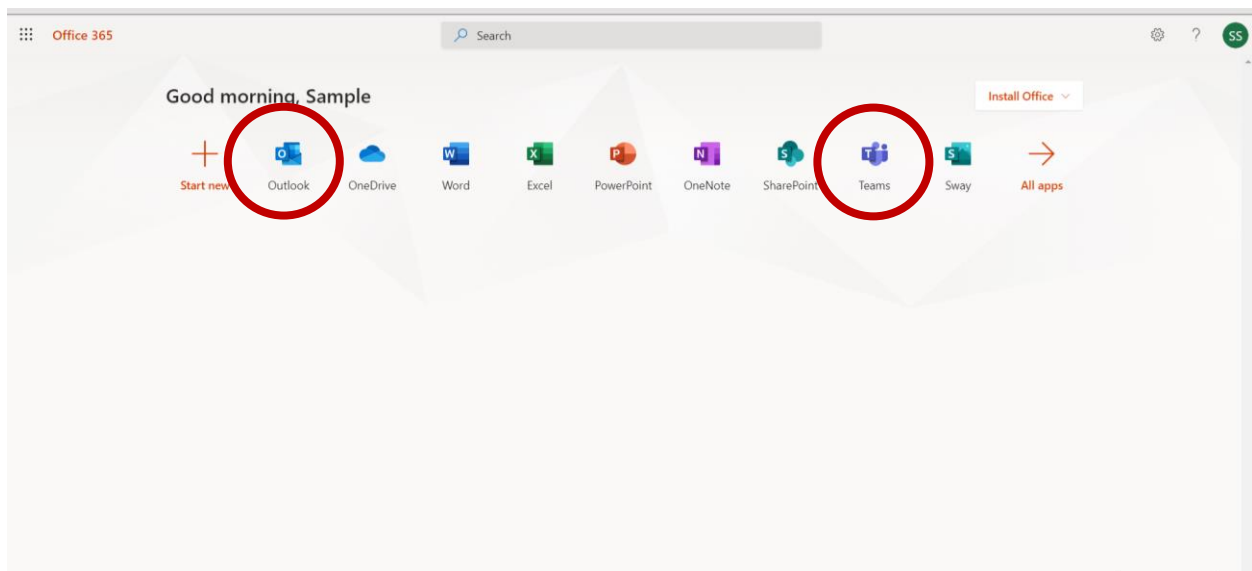 Office 365
Search
?
SS
Good morning, Sample
Install Office
Start new
Outlook
OneDrive
Word
Excel
PowerPoint
OneNote
SharePoint
Teams
Sway
All apps